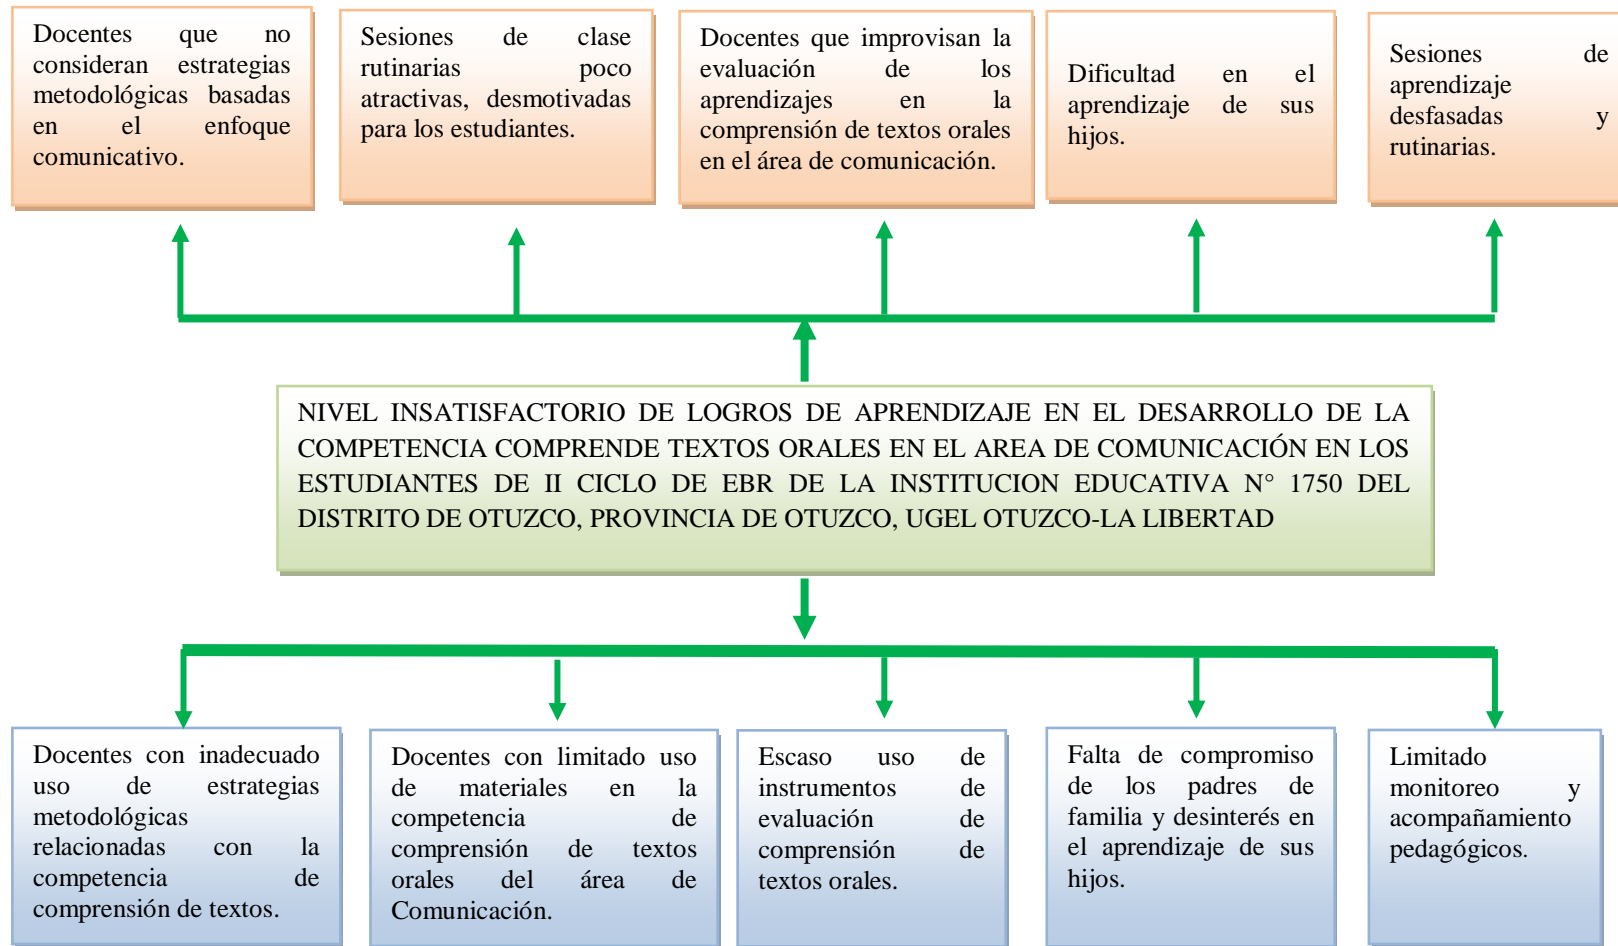 Docentes que no
consideran estrategias
metodológicas basadas
en el enfoque
comunicativo.
Sesiones de clase
rutinarias poco
atractivas, desmotivadas
para los estudiantes.
Docentes que improvisan la
evaluación de los
aprendizajes en la
comprensión de textos orales
en el área de comunicación.
Dificultad en el
aprendizaje de sus
hijos.
Sesiones de
aprendizaje
desfasadas y
rutinarias.
NIVEL INSATISFACTORIO DE LOGROS DE APRENDIZAJE EN EL DESARROLLO DE LA
COMPETENCIA COMPRENDE TEXTOS ORALES EN EL AREA DE COMUNICACIÓN EN LOS
ESTUDIANTES DE II CICLO DE EBR DE LA INSTITUCION EDUCATIVA N° 1750 DEL
DISTRITO DE OTUZCO, PROVINCIA DE OTUZCO, UGEL OTUZCO-LA LIBERTAD
Docentes con inadecuado
uso de estrategias
metodológicas
relacionadas con la
competencia de
comprensión de textos.
Docentes con limitado uso
de materiales en la
competencia de
comprensión de textos
orales del área de
Comunicación.
Escaso uso de
instrumentos de
evaluación de
comprensión de
textos orales.
Falta de compromiso
de los padres de
familia y desinterés en
el aprendizaje de sus
hijos.
Limitado
monitoreo y
acompañamiento
pedagógicos.